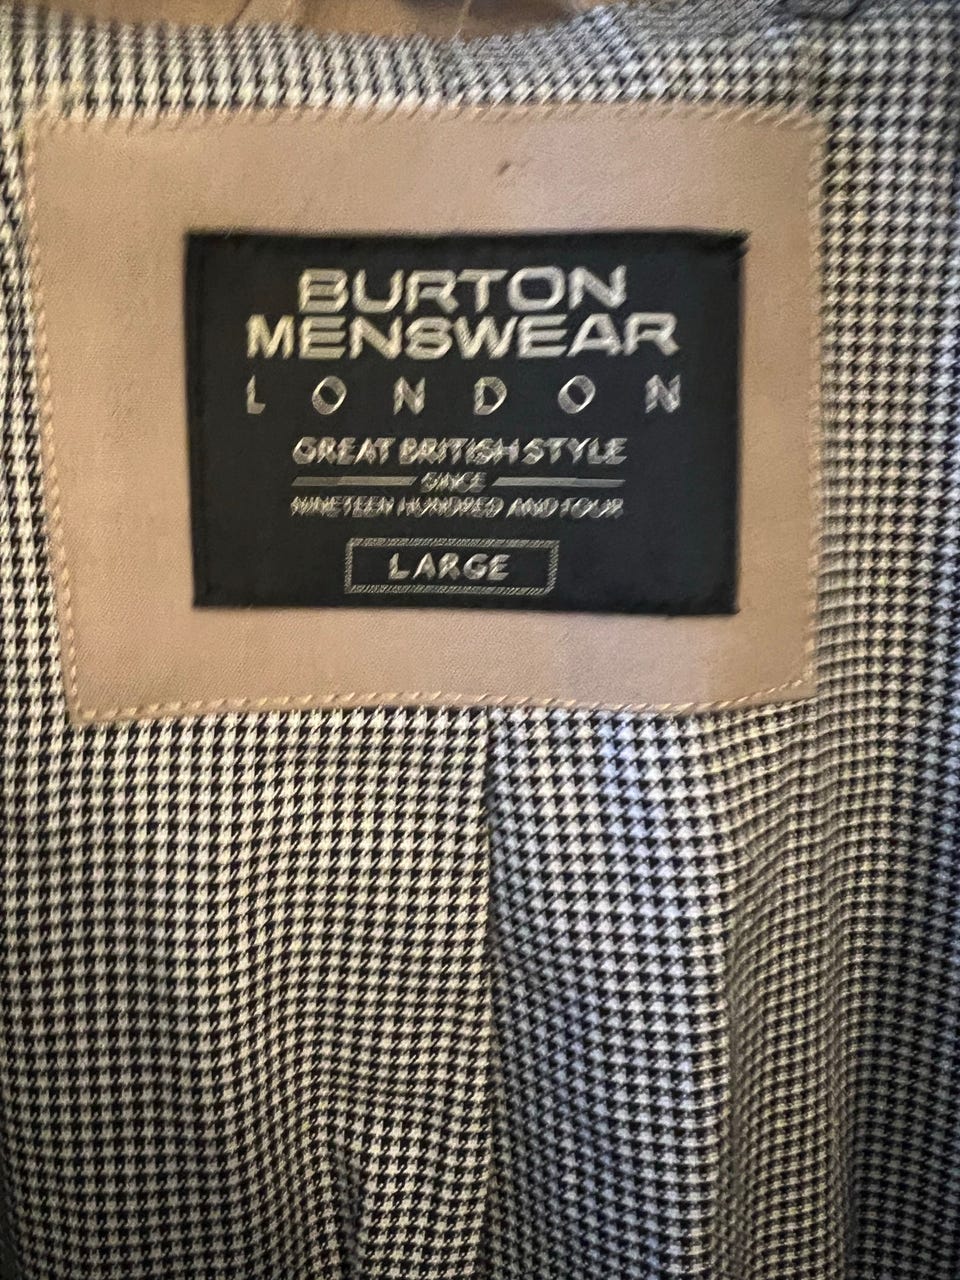 BURTON
MENSWEAR
LONDON
GREAT BRITISH STYLE
SINCE
NINETEEN HUNDRED AND FOUR
LARGE